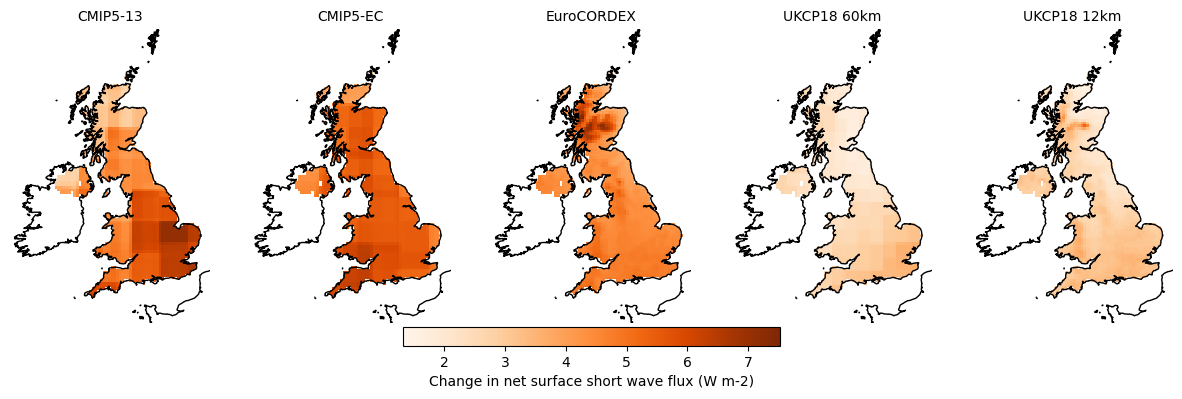 CMIP5-13 CMIP5-EC EuroCORDEX UKCP18 60km UKCP18 12km
2 3 4 5 6 7
Change in net surface short wave flux (W m-2)